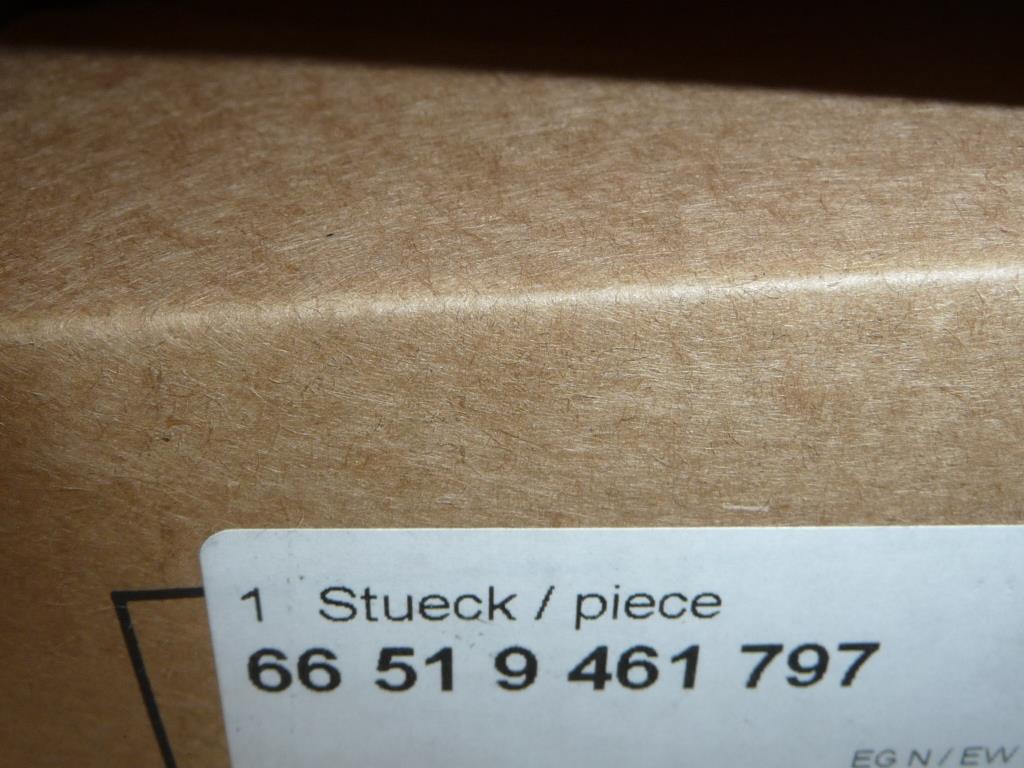 1 Stueck / piece
66 51 9 461 797
EG N / EW